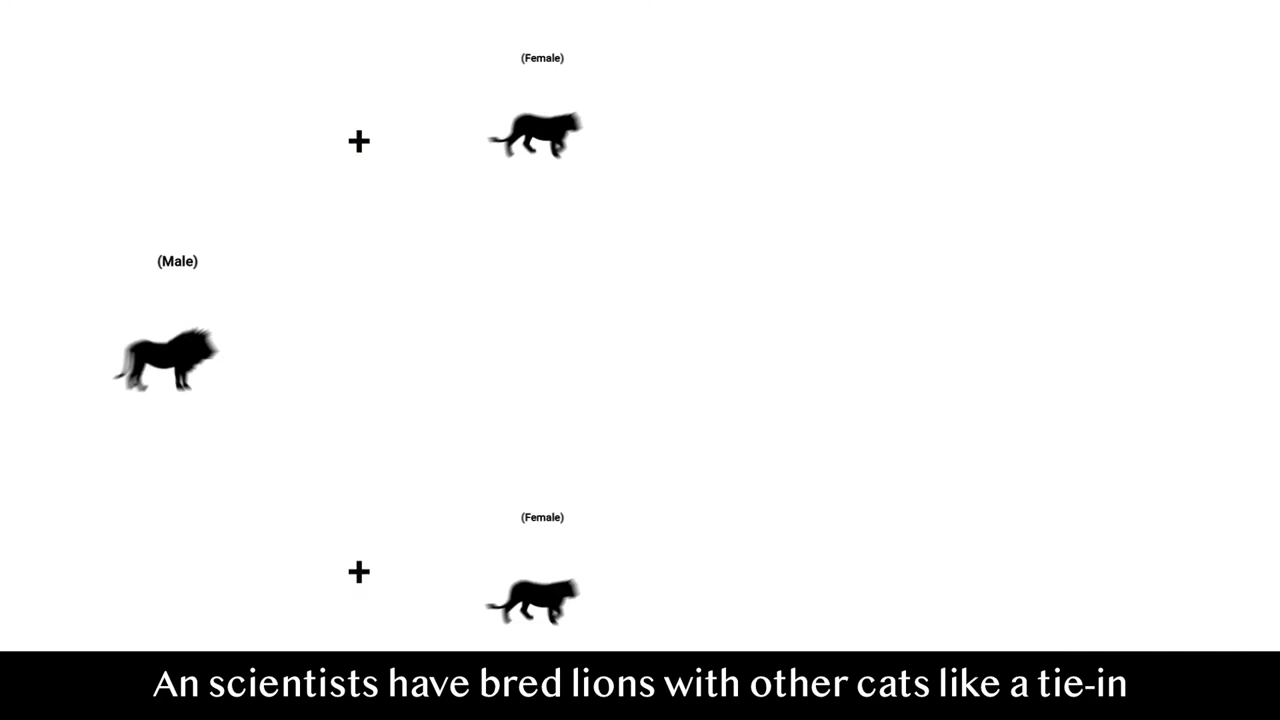 (Female)
+
(Male)
(Female)
+
An scientists have bred lions with other cats like a tie-in